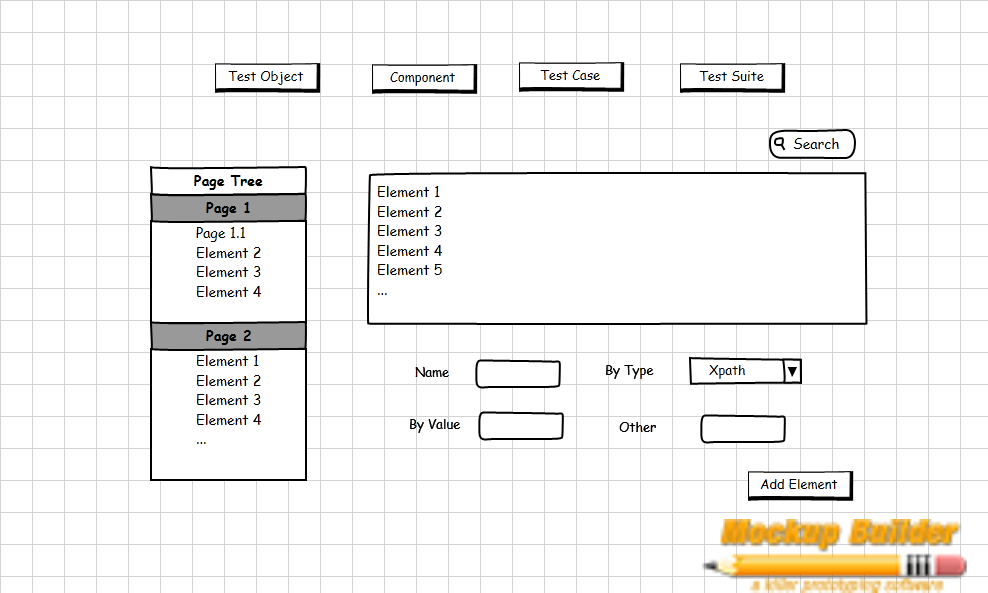 Test Object
Component
Test Case
Test Suite
Search
Page Tree
Page 1
Page 1.1
Element 2
Element 3
Element 4
Page 2
Element 1
Element 2
Element 3
Element 4
...
Element 1
Element 2
Element 3
Element 4
Element 5
...
Name
By Type
Xpath
By Value
Other
Add Element
Mockup Builder
a killer prototyping software